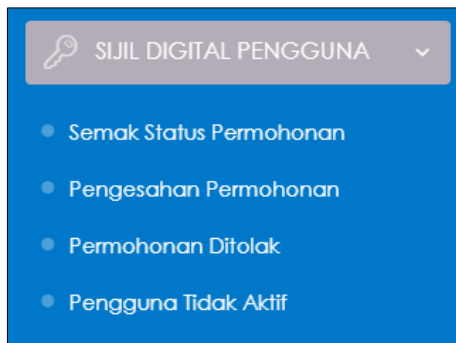 SIJIL DIGITAL PENGGUNA
Semak Status Permohonan
Pengesahan Permohonan
Permohonan Ditolak
Pengguna Tidak Aktif